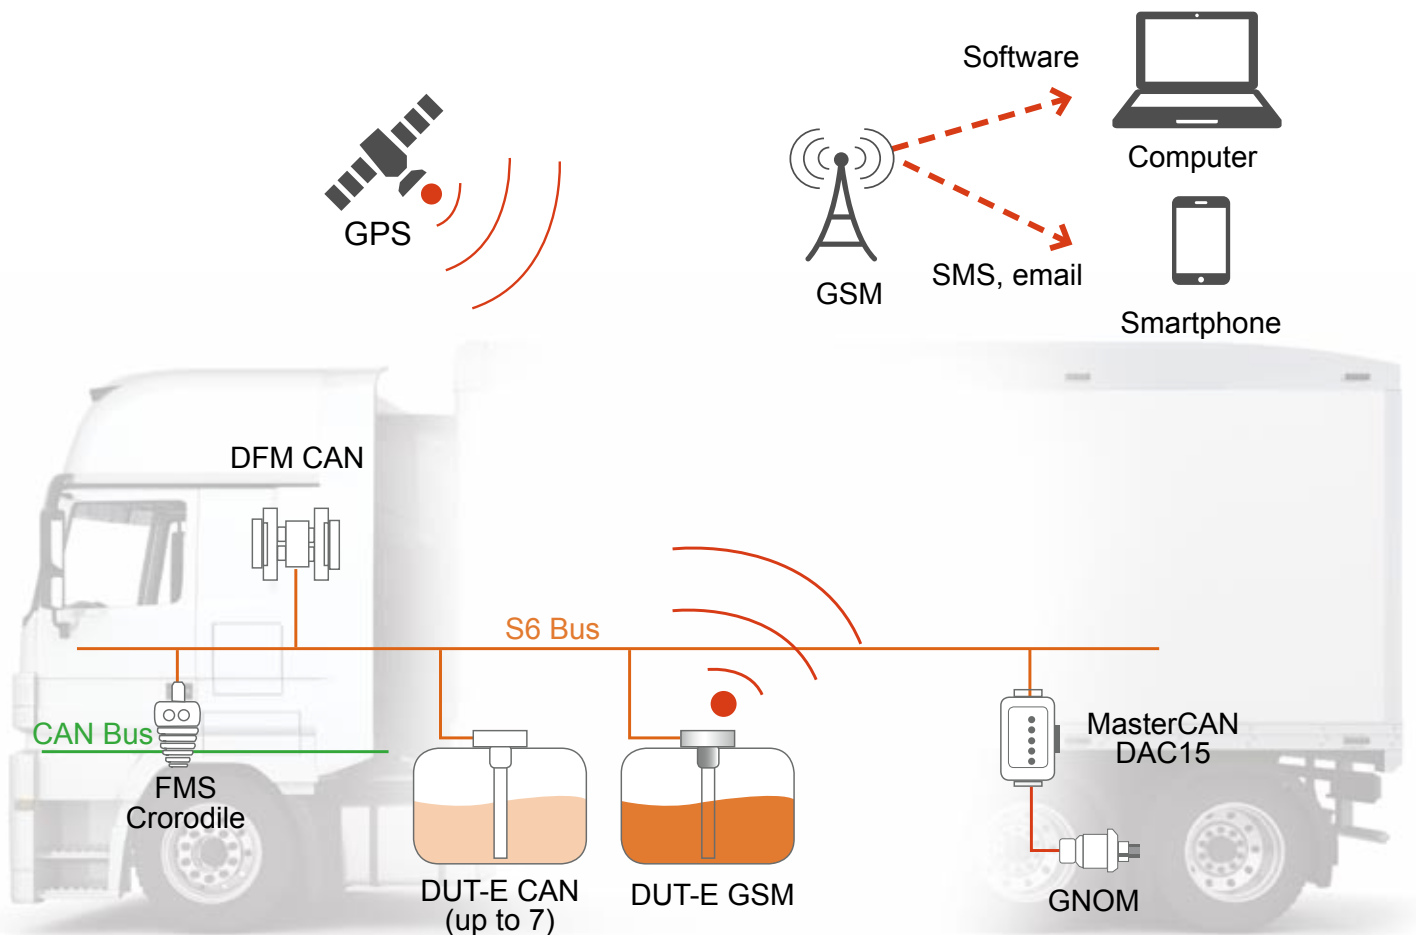 Software
Computer
GPS
GSM
SMS, email
Smartphone
DFM CAN
S6 Bus
CAN Bus
FMS
Crorodile
MasterCAN
DAC15
DUT-E CAN
(up to 7)
DUT-E GSM
GNOM